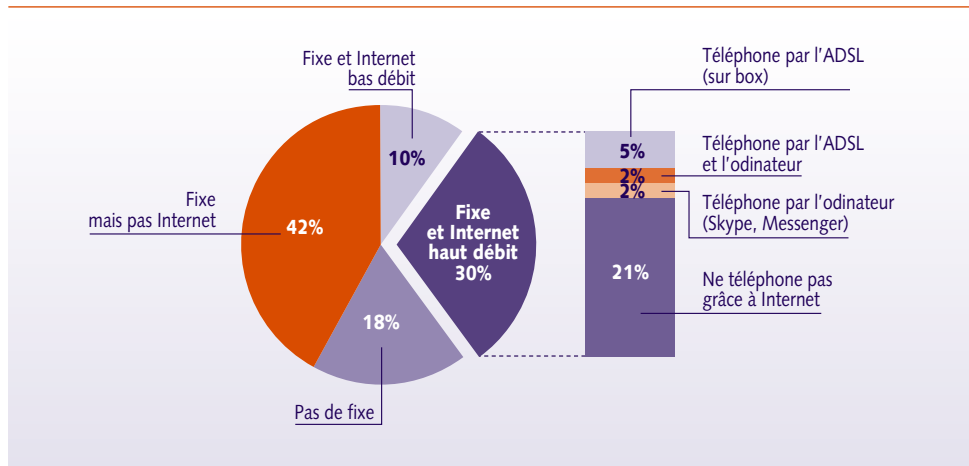 Fixe et Internet
bas débit
10%
Fixe
mais pas Internet
42%
18%
Pas de fixe
Fixe
et Internet
haut débit
30%
Téléphone par l'ADSL
(sur box)
5%
Téléphone par l'ADSL
et l'odinateur
2%
2%
Téléphone par l'odinateur
(Skype, Messenger)
21%
Ne téléphone pas
grâce à Internet